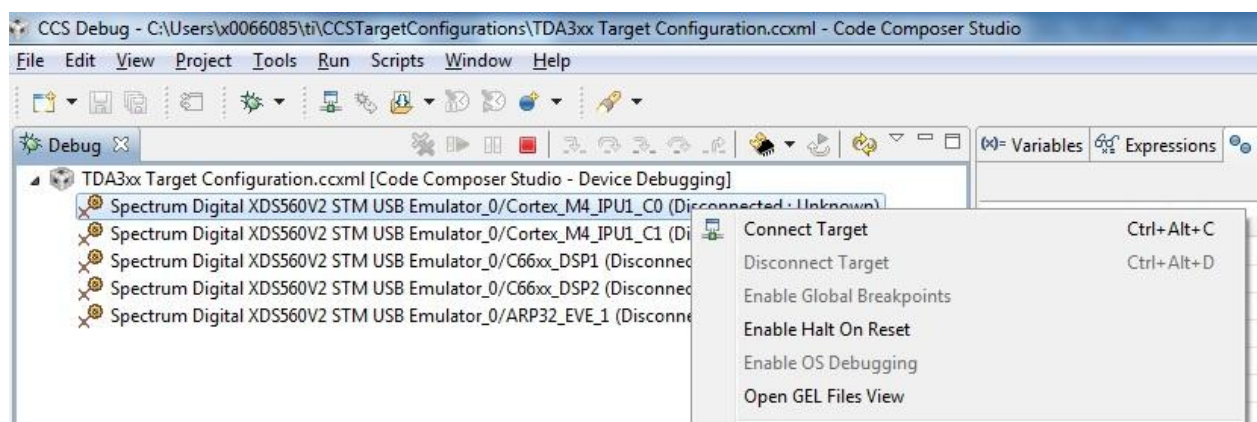 CCS Debug - C:\Users\x0066085\ti\CCSTargetConfigurations\TDA3xx Target Configuration.ccxml - Code Composer Studio
File Edit View Project Tools Run Scripts Window Help
Debug
(x)= Variables Expressions
TDA3xx Target Configuration.ccxml [Code Composer Studio - Device Debugging]
Spectrum Digital XDS560V2 STM USB Emulator_0/Cortex_M4_IPU1_C0 (Disconnected : Unknown)
Spectrum Digital XDS560V2 STM USB Emulator_0/Cortex_M4_IPU1_C1 (Di
Spectrum Digital XDS560V2 STM USB Emulator_0/C66xx_DSP1 (Disconnec
Spectrum Digital XDS560V2 STM USB Emulator_0/C66xx_DSP2 (Disconnec
Spectrum Digital XDS560V2 STM USB Emulator_0/ARP32_EVE_1 (Disconne
Connect Target Ctrl+Alt+C
Disconnect Target Ctrl+Alt+D
Enable Global Breakpoints
Enable Halt On Reset
Enable OS Debugging
Open GEL Files View